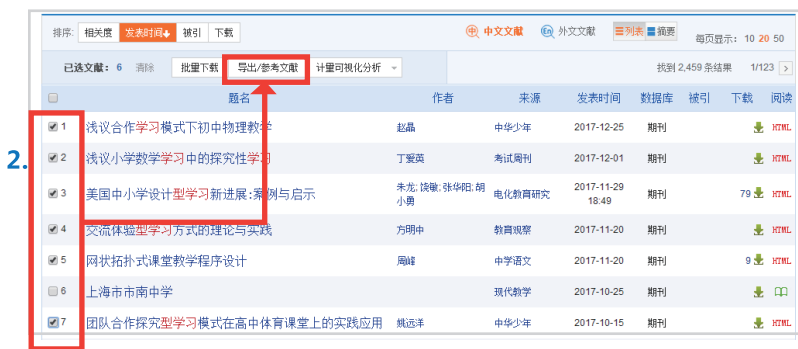 排序: 相关度 发表时间 被引 下载 中 中文文献 En 外文文献 列表 摘要 每页显示: 10 20 50
已选文献: 6 清除 批量下载 导出/参考文献 计量可视化分析 找到 2,459 条结果 1/123 >
题名 作者 来源 发表时间 数据库 被引 下载 阅读
1 浅议合作学习模式下初中物理教学 赵晶 中华少年 2017-12-25 期刊 HTML
2. 2 浅议小学数学学习中的探究性学习 丁爱英 考试周刊 2017-12-01 期刊 HTML
3 美国中小学设计型学习新进展:案例与启示 朱龙; 饶敏; 张华阳; 胡小勇 电化教育研究 2017-11-29 18:49 期刊 79 HTML
4 交流体验型学习方式的理论与实践 方明中 教育观察 2017-11-20 期刊 HTML
5 网状拓扑式课堂教学程序设计 周峰 中学语文 2017-11-20 期刊 9 HTML
6 上海市市南中学 现代教学 2017-10-25 期刊
7 团队合作探究型学习模式在高中体育课堂上的实践应用 姚远洋 中华少年 2017-10-15 期刊 HTML